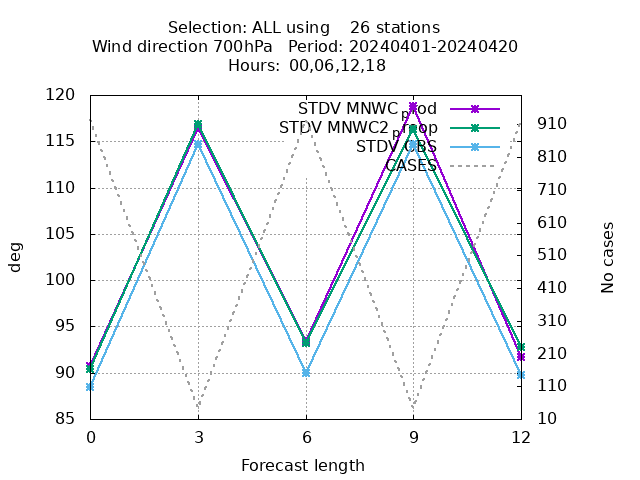 Selection: ALL using 26 stations
Wind direction 700hPa Period: 20240401-20240420
Hours: 00,06,12,18
STDV MNWC_prod
STDV MNWC2_preop
STDV OBS
CASES
120
115
110
105
100
95
90
85
910
810
710
610
510
410
310
210
110
10
deg
No cases
0 3 6 9 12
Forecast length